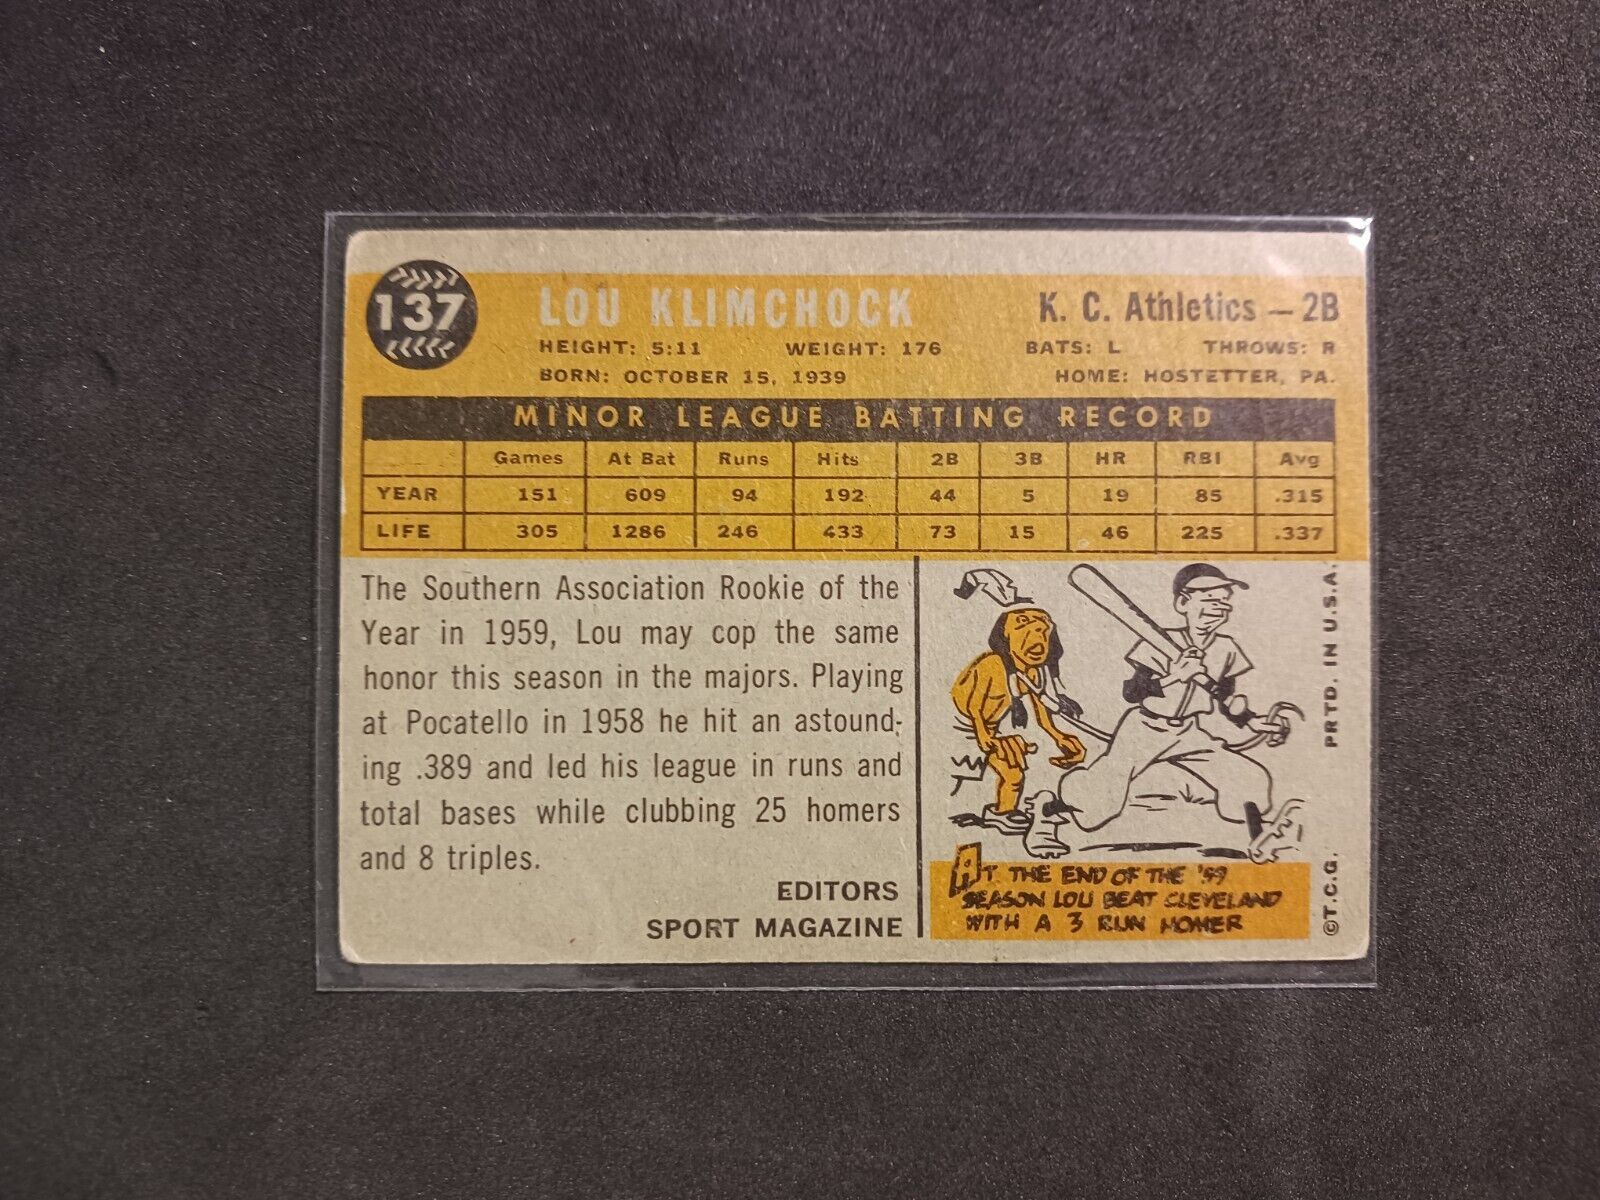 137
LOU KLIMCHOCK
K. C. Athletics — 2B
HEIGHT: 5:11 WEIGHT: 176 BATS: L THROWS: R
BORN: OCTOBER 15, 1939 HOME: HOSTETTER, PA.
MINOR LEAGUE BATTING RECORD
Games At Bat Runs Hits 2B 3B HR RBI Avg
YEAR 151 609 94 192 44 5 19 85 .315
LIFE 305 1286 246 433 73 15 46 225 .337
The Southern Association Rookie of the
Year in 1959, Lou may cop the same
honor this season in the majors. Playing
at Pocatello in 1958 he hit an astound-
ing .389 and led his league in runs and
total bases while clubbing 25 homers
and 8 triples.
EDITORS
SPORT MAGAZINE
AT THE END OF THE '59
SEASON LOU BEAT CLEVELAND
WITH A 3 RUN HOMER
©T.C.G. PRTD. IN U.S.A.